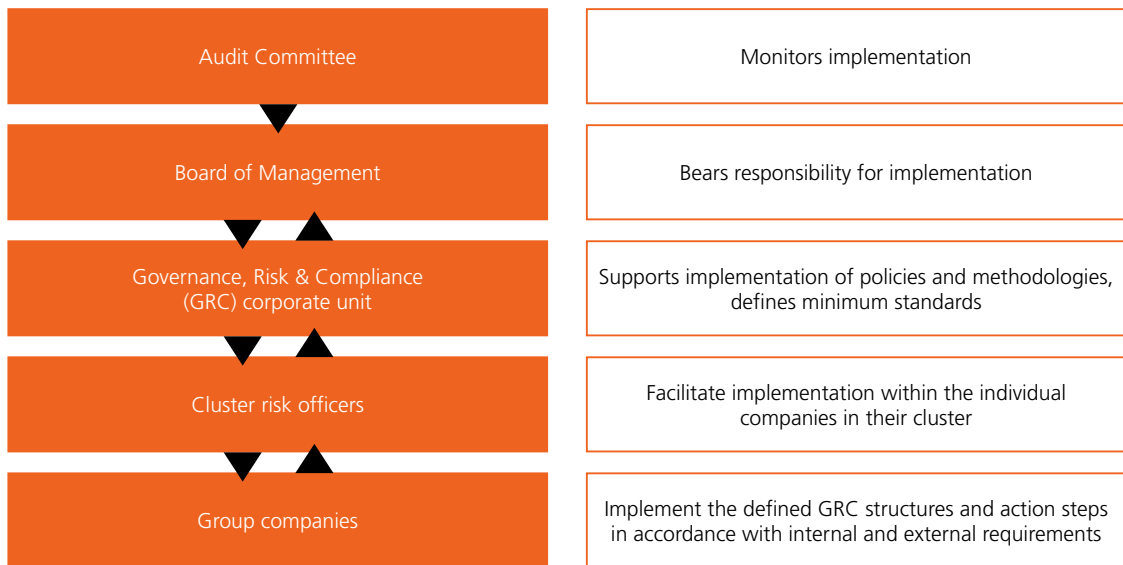 Audit Committee
Monitors implementation
Board of Management
Bears responsibility for implementation
Governance, Risk & Compliance
(GRC) corporate unit
Supports implementation of policies and methodologies,
defines minimum standards
Cluster risk officers
Facilitate implementation within the individual
companies in their cluster
Group companies
Implement the defined GRC structures and action steps
in accordance with internal and external requirements